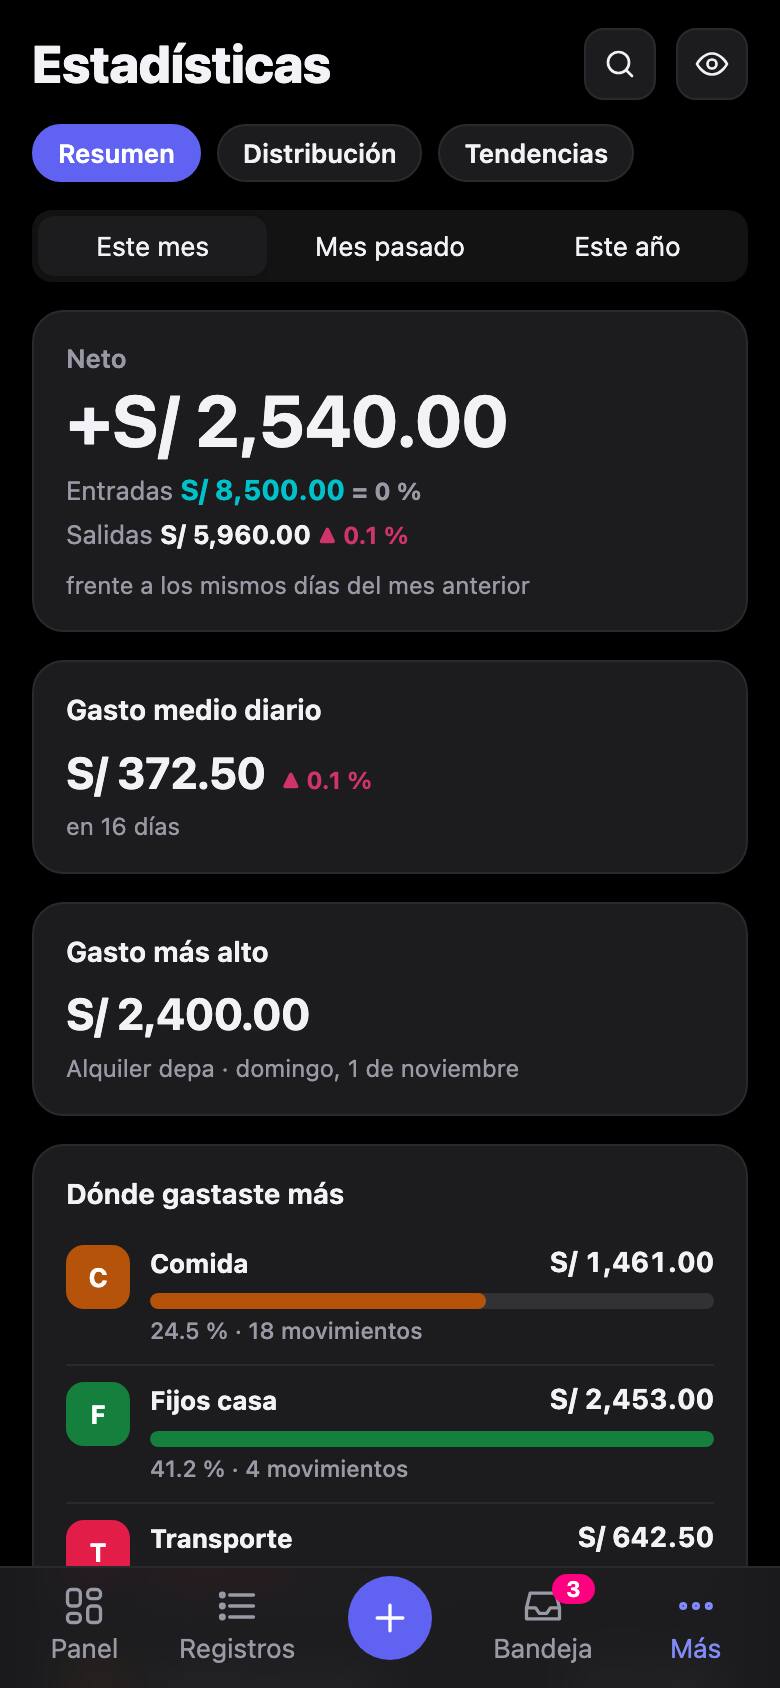 Estadísticas
Resumen Distribución Tendencias
Este mes Mes pasado Este año
Neto
+S/ 2,540.00
Entradas S/ 8,500.00 = 0 %
Salidas S/ 5,960.00 ▲ 0.1 %
frente a los mismos días del mes anterior
Gasto medio diario
S/ 372.50 ▲ 0.1 %
en 16 días
Gasto más alto
S/ 2,400.00
Alquiler depa · domingo, 1 de noviembre
Dónde gastaste más
C Comida S/ 1,461.00
24.5 % · 18 movimientos
F Fijos casa S/ 2,453.00
41.2 % · 4 movimientos
T Transporte S/ 642.50
3
Panel Registros + Bandeja Más